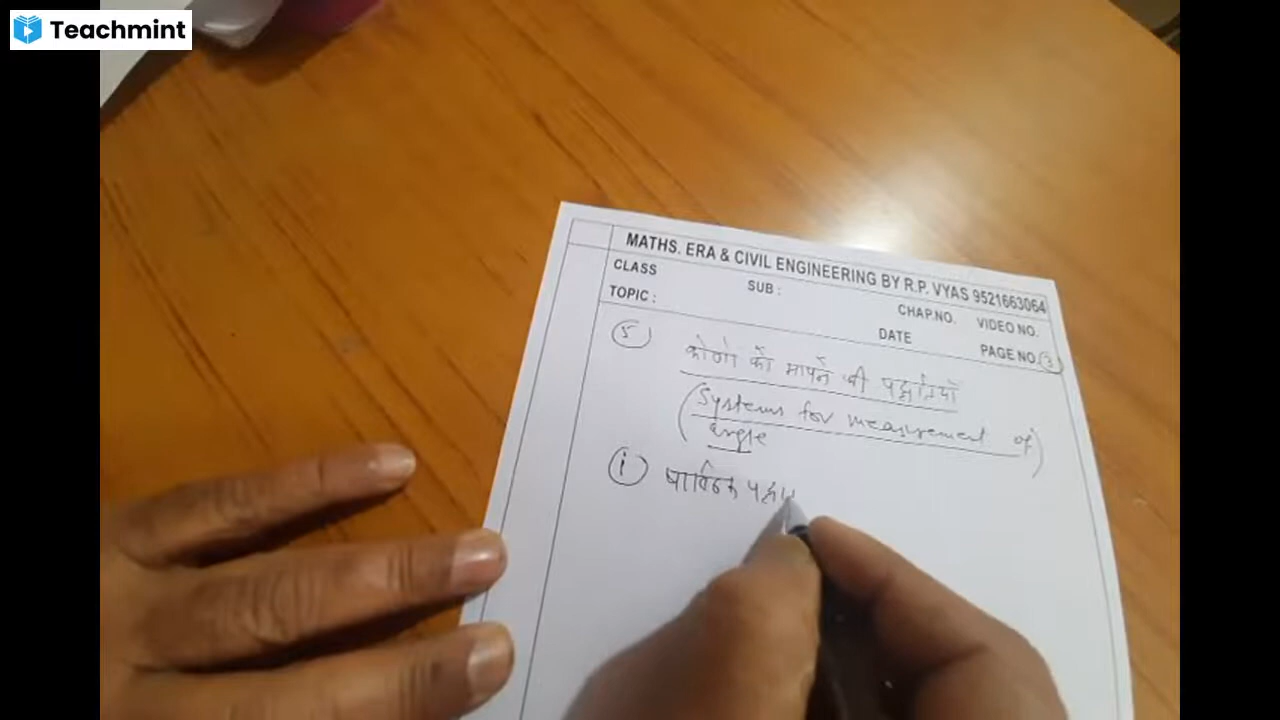 Teachmint
MATHS. ERA & CIVIL ENGINEERING BY R.P. VYAS 9521663064
CLASS SUB : CHAP.NO. VIDEO NO.
TOPIC : DATE PAGE NO. 3
5 कोणो को मापने की पद्धतियाँ
(Systems for measurement of
angle)
i षाष्टिक